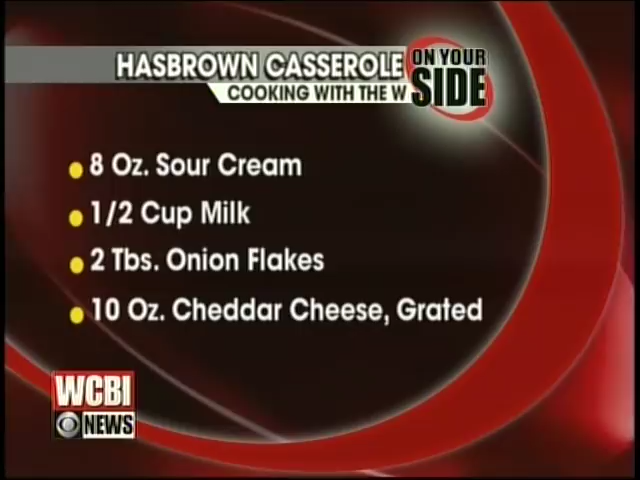 HASBROWN CASSEROLE
COOKING WITH THE W
ON YOUR
SIDE
8 Oz. Sour Cream
1/2 Cup Milk
2 Tbs. Onion Flakes
10 Oz. Cheddar Cheese, Grated
WCBI
NEWS